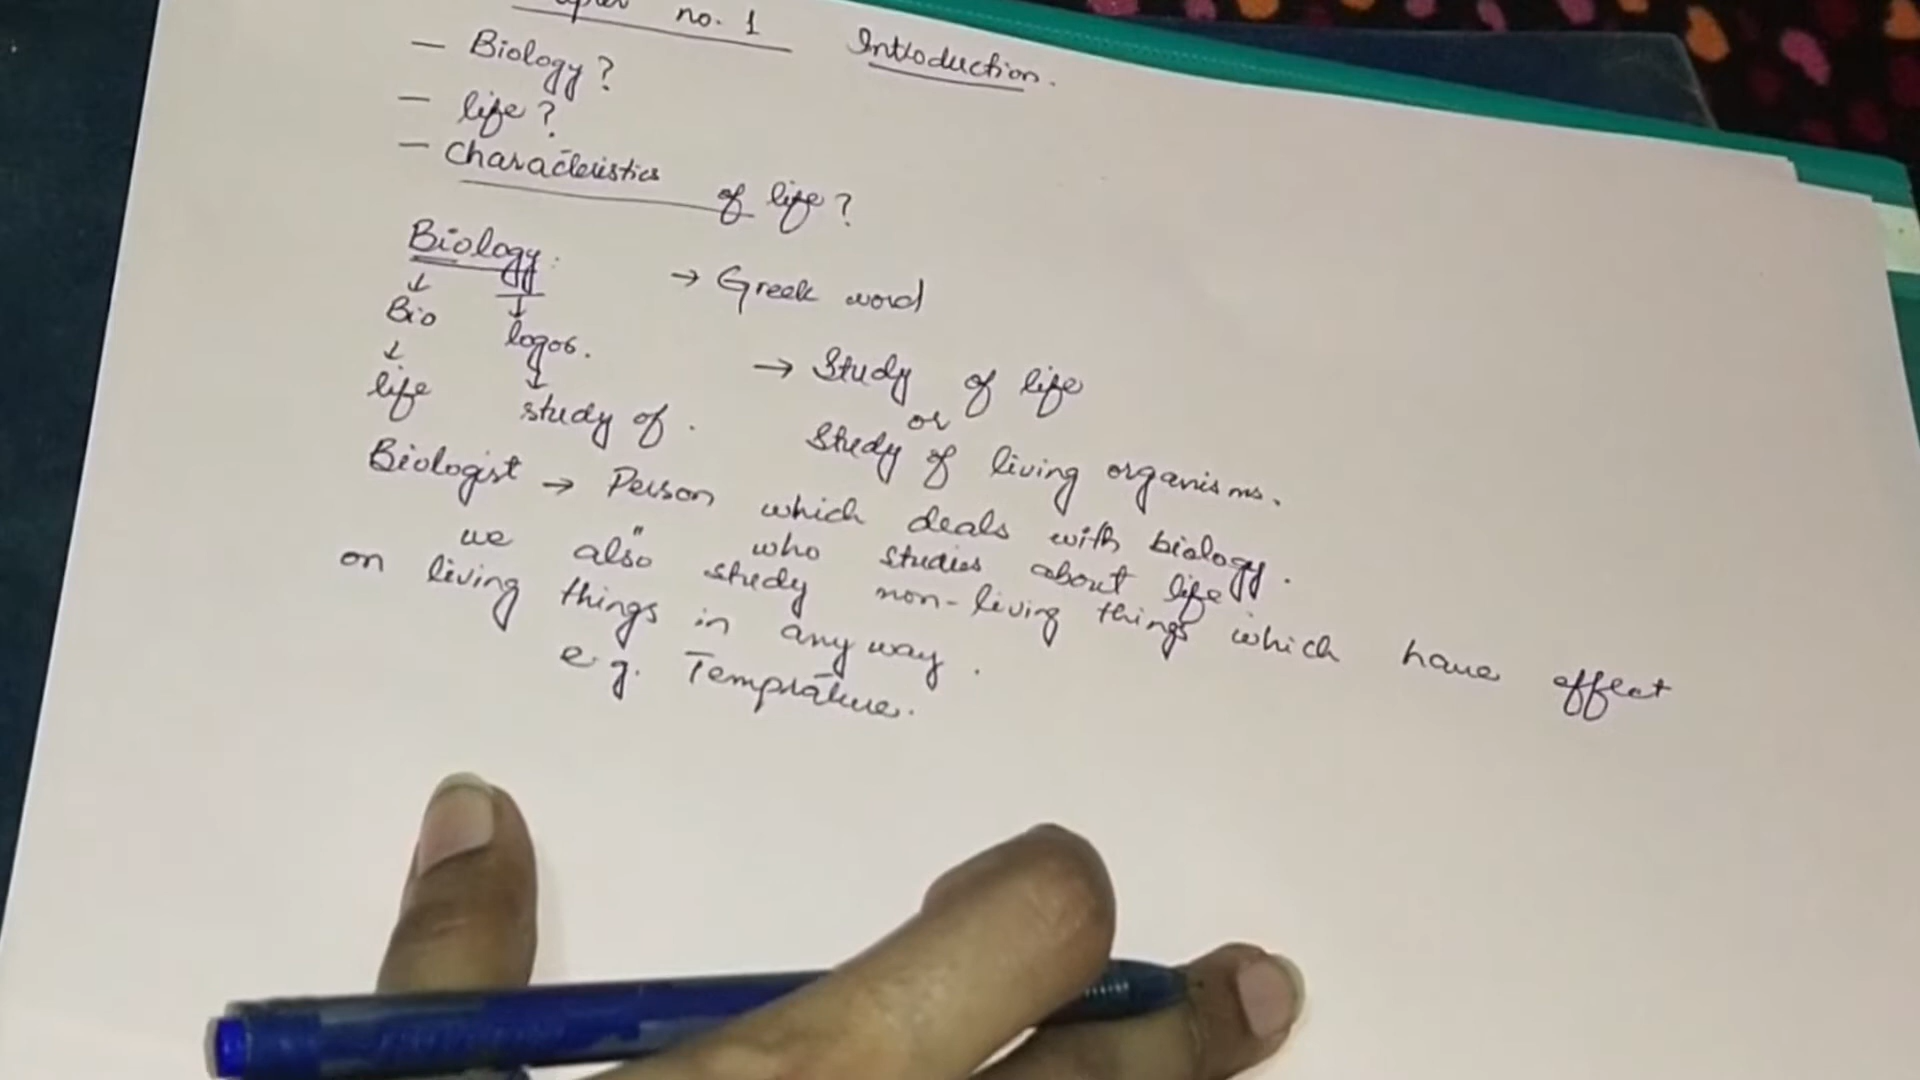 no. 1 Introduction.
— Biology?
— life?
— Characteristics of life?
Biology: → Greek word
↓ ↓
Bio logos. → Study of life
↓ ↓ or
life study of. Study of living organisms.
Biologist → Person which deals with biology.
" who studies about life
we also study non-living things which have effect
on living things in any way.
e.g. Temprature.